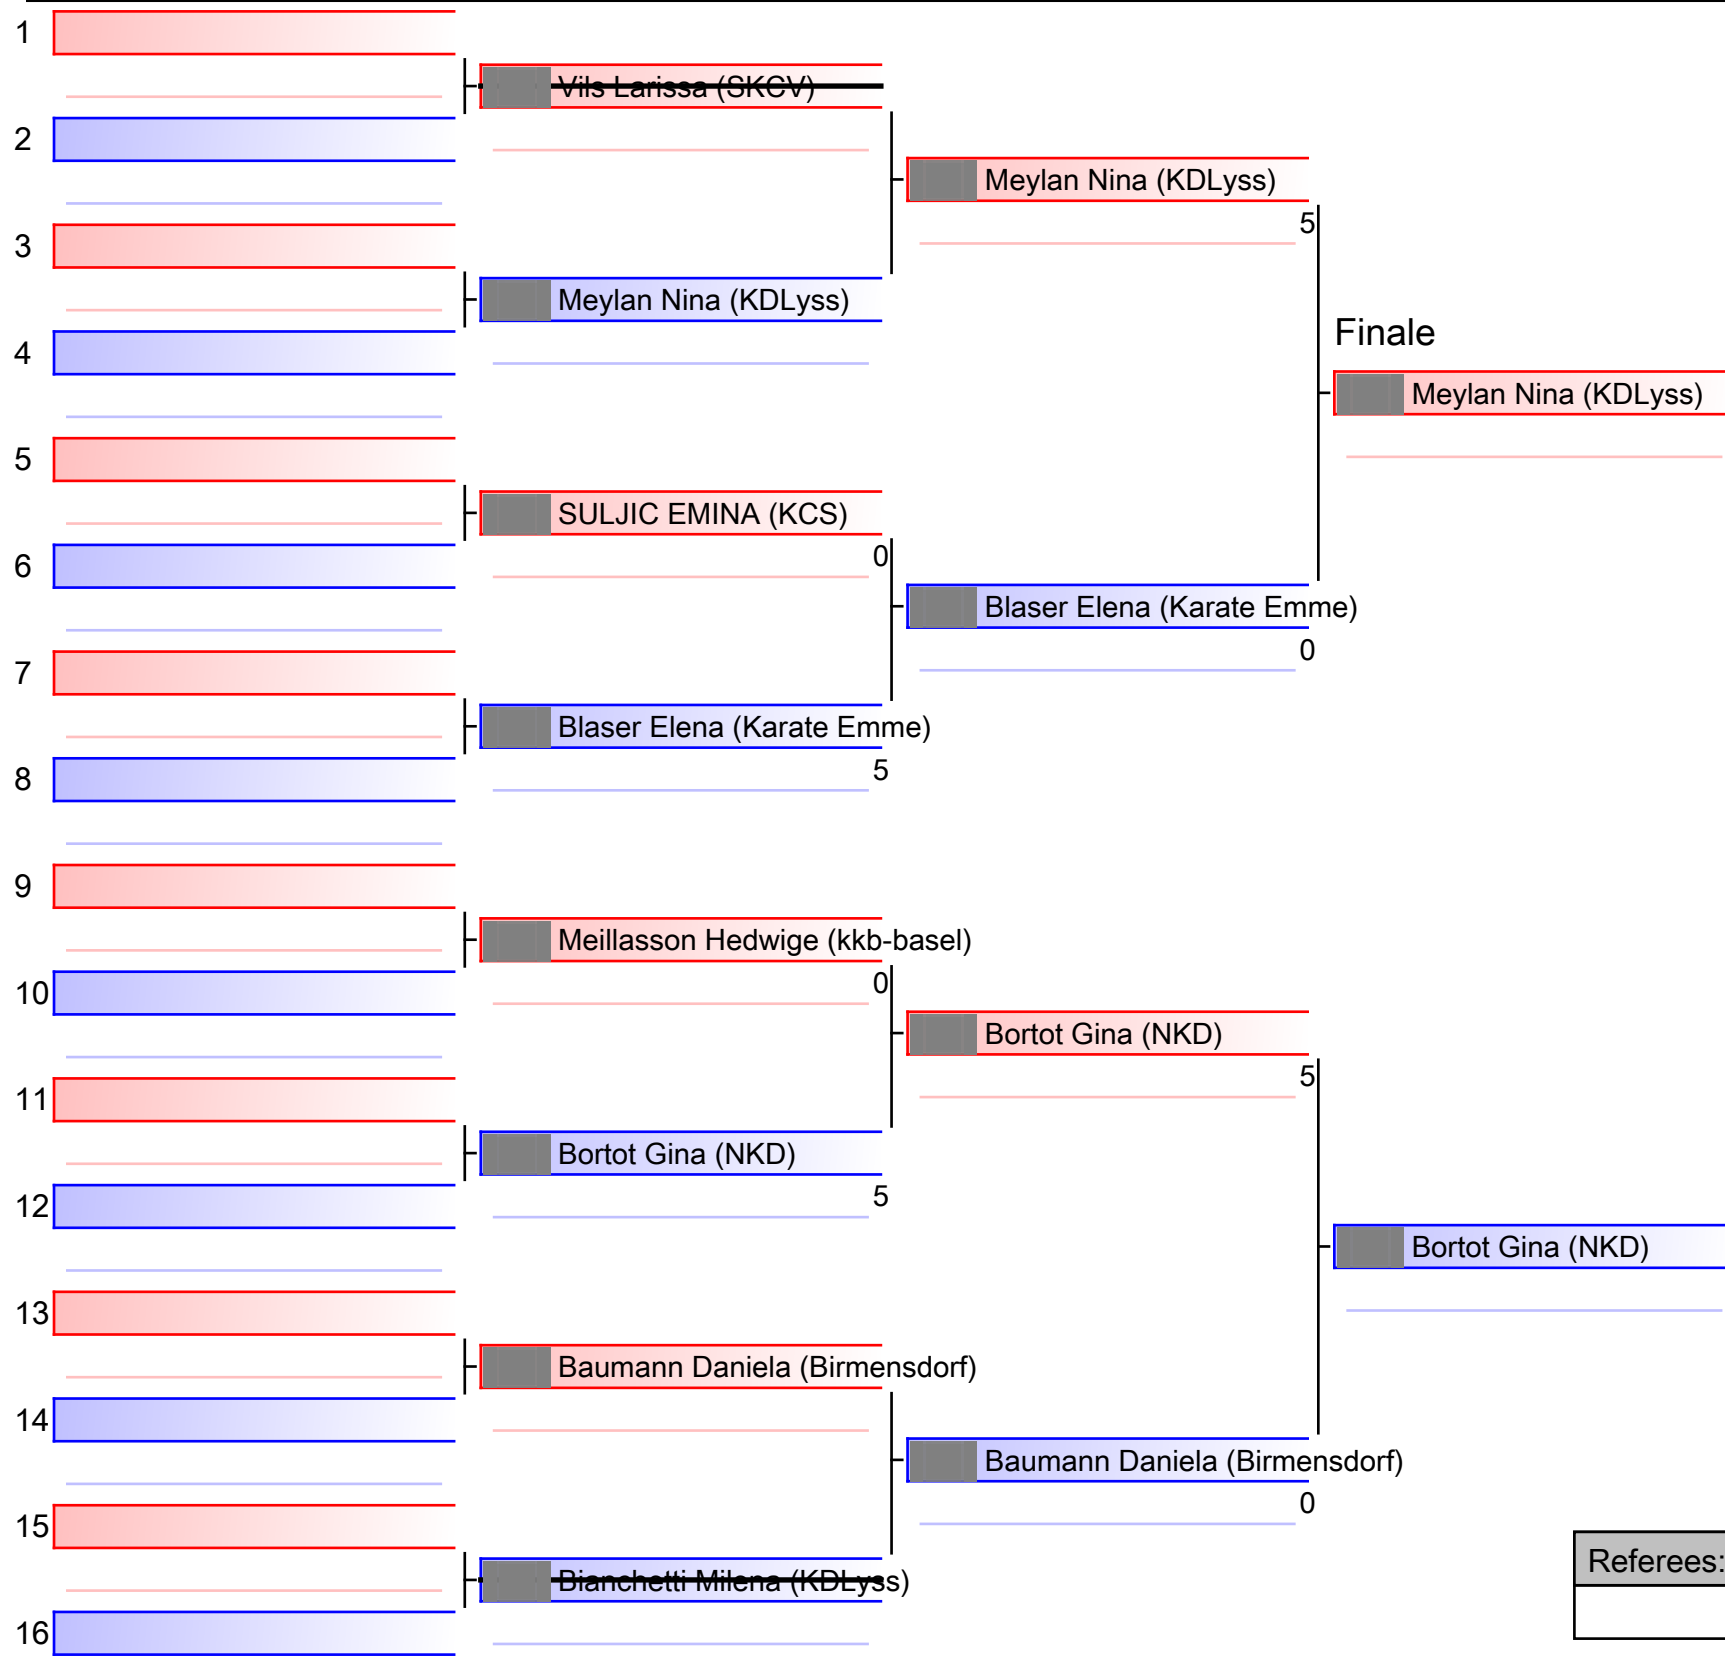 1
Vils Larissa (SKCV)
2
Meylan Nina (KDLyss)
3
5
Meylan Nina (KDLyss)
4
Finale
Meylan Nina (KDLyss)
5
SULJIC EMINA (KCS)
6
0
Blaser Elena (Karate Emme)
7
0
Blaser Elena (Karate Emme)
8
5
9
Meillasson Hedwige (kkb-basel)
10
0
Bortot Gina (NKD)
11
5
Bortot Gina (NKD)
12
5
Bortot Gina (NKD)
13
Baumann Daniela (Birmensdorf)
14
Baumann Daniela (Birmensdorf)
15
0
Referees:
Bianchetti Milena (KDLyss)
16